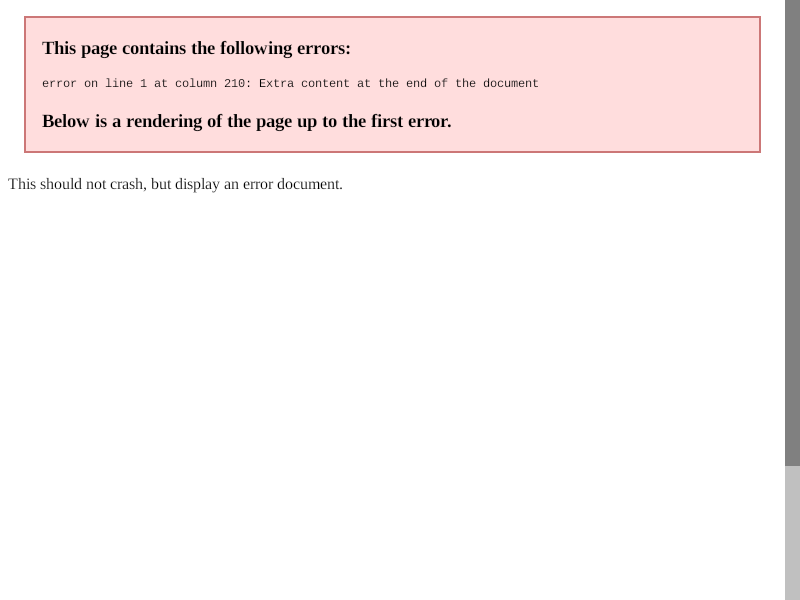 This page contains the following errors:
error on line 1 at column 210: Extra content at the end of the document
Below is a rendering of the page up to the first error.
This should not crash, but display an error document.